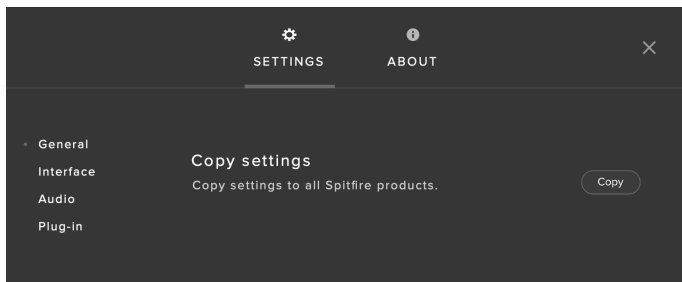 SETTINGS
ABOUT
General
Interface
Audio
Plug-in
Copy settings
Copy settings to all Spitfire products.
Copy